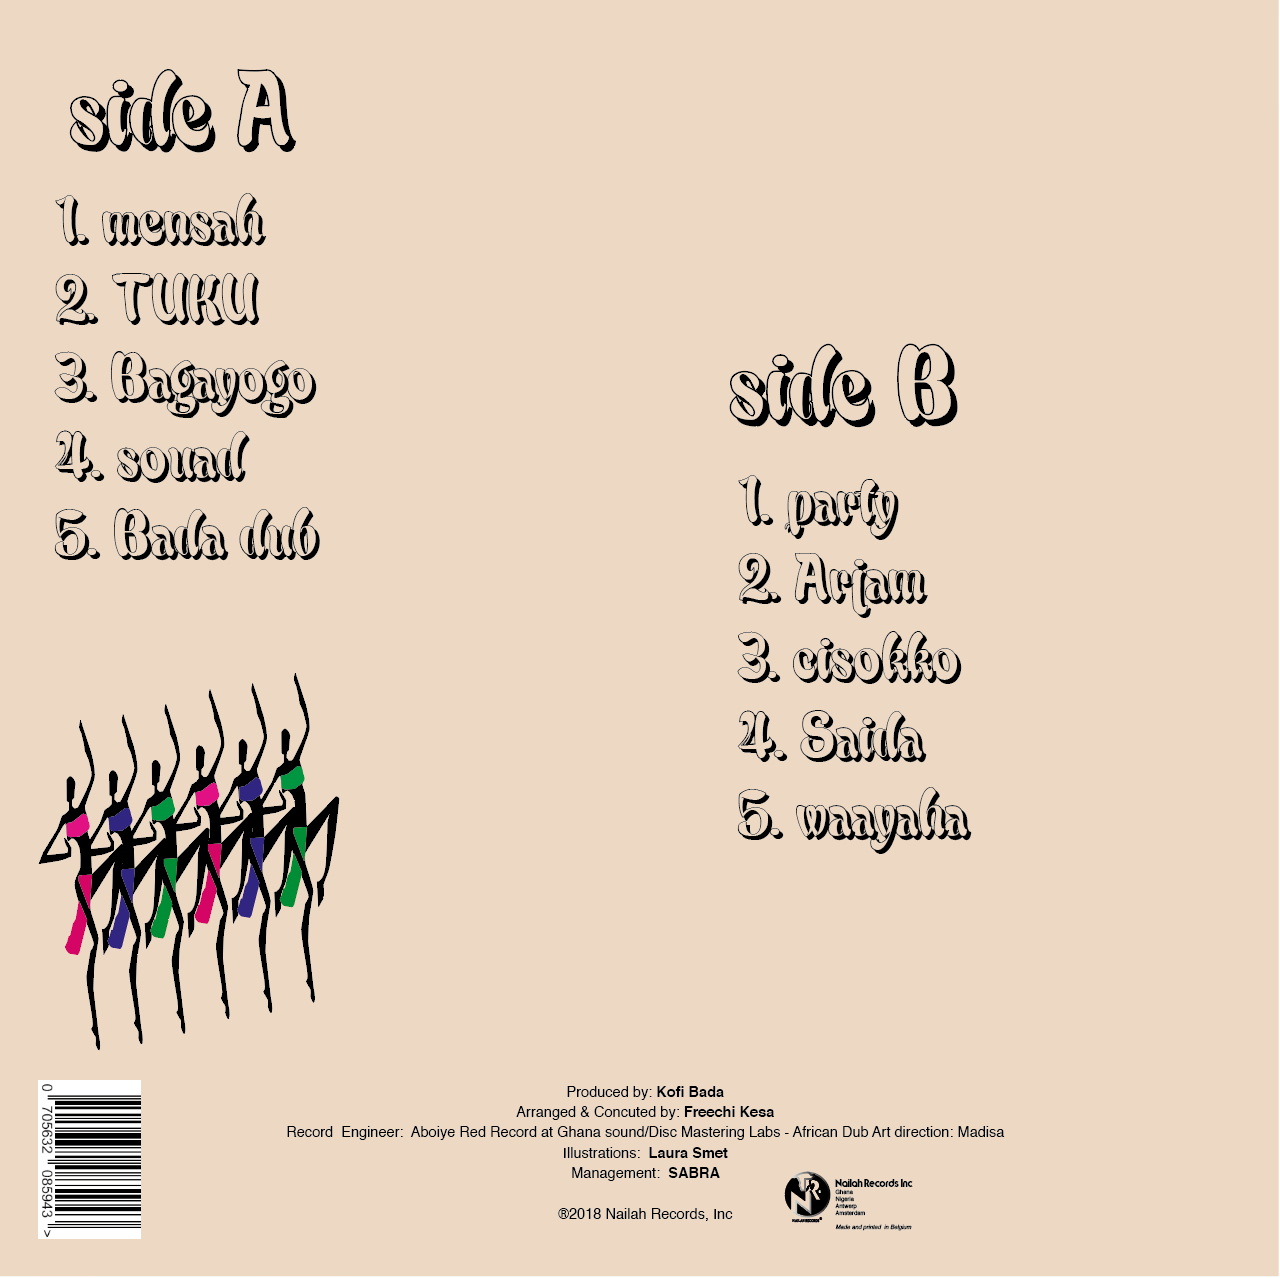 side A
1. mensah
2. TUKU
3. Bagayogo
4. souad
5. Bada dub
side B
1. party
2. Arjam
3. cisokko
4. Saida
5. waayaha
0 705632 085943 >
Produced by: Kofi Bada
Arranged & Concuted by: Freechi Kesa
Record Engineer: Aboiye Red Record at Ghana sound/Disc Mastering Labs - African Dub Art direction: Madisa
Illustrations: Laura Smet
Management: SABRA
®2018 Nailah Records, Inc
NR
NAILAH RECORDS
Nailah Records Inc
Ghana
Nigeria
Antwerp
Amsterdam
Made and printed in Belgium